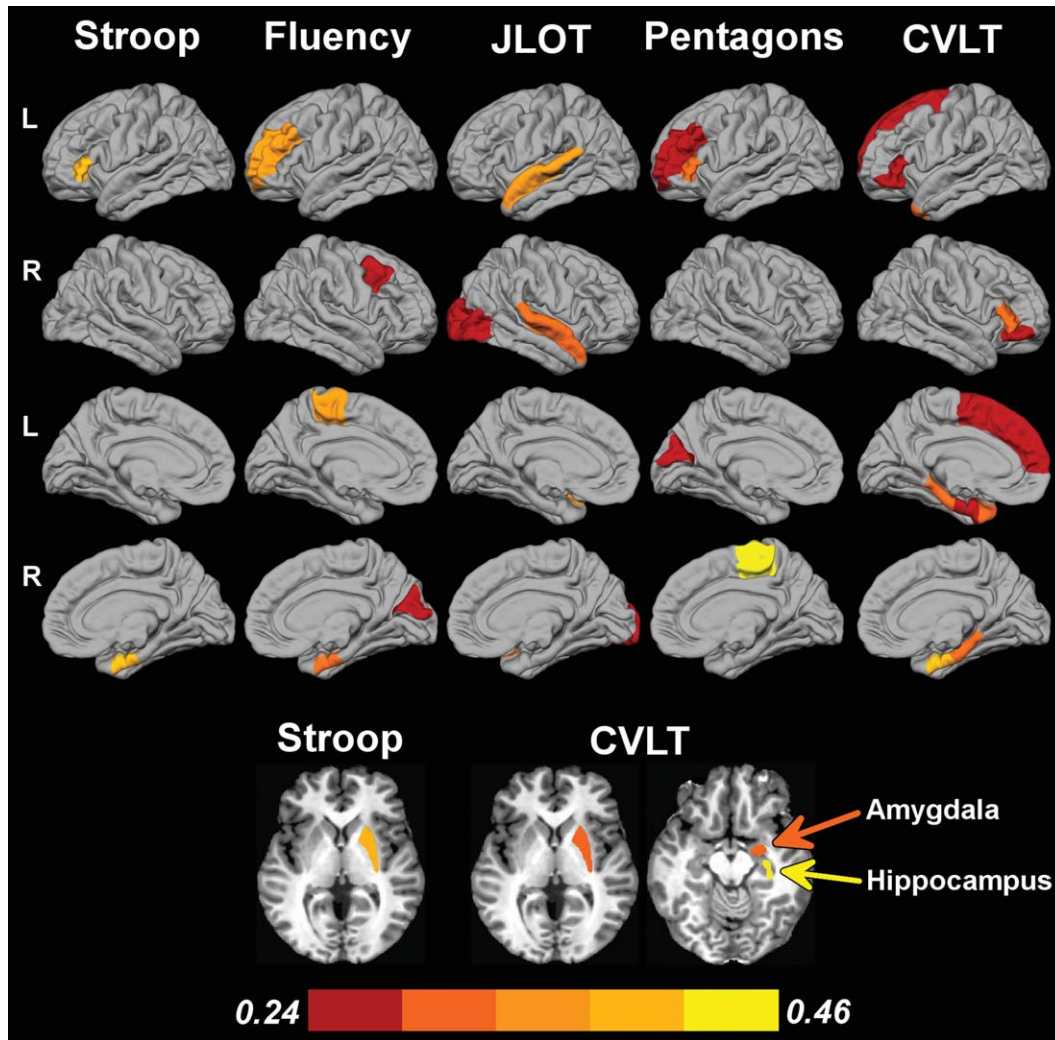 Stroop Fluency JLOT Pentagons CVLT
L
R
L
R
Stroop CVLT
Amygdala
Hippocampus
0.24 0.46